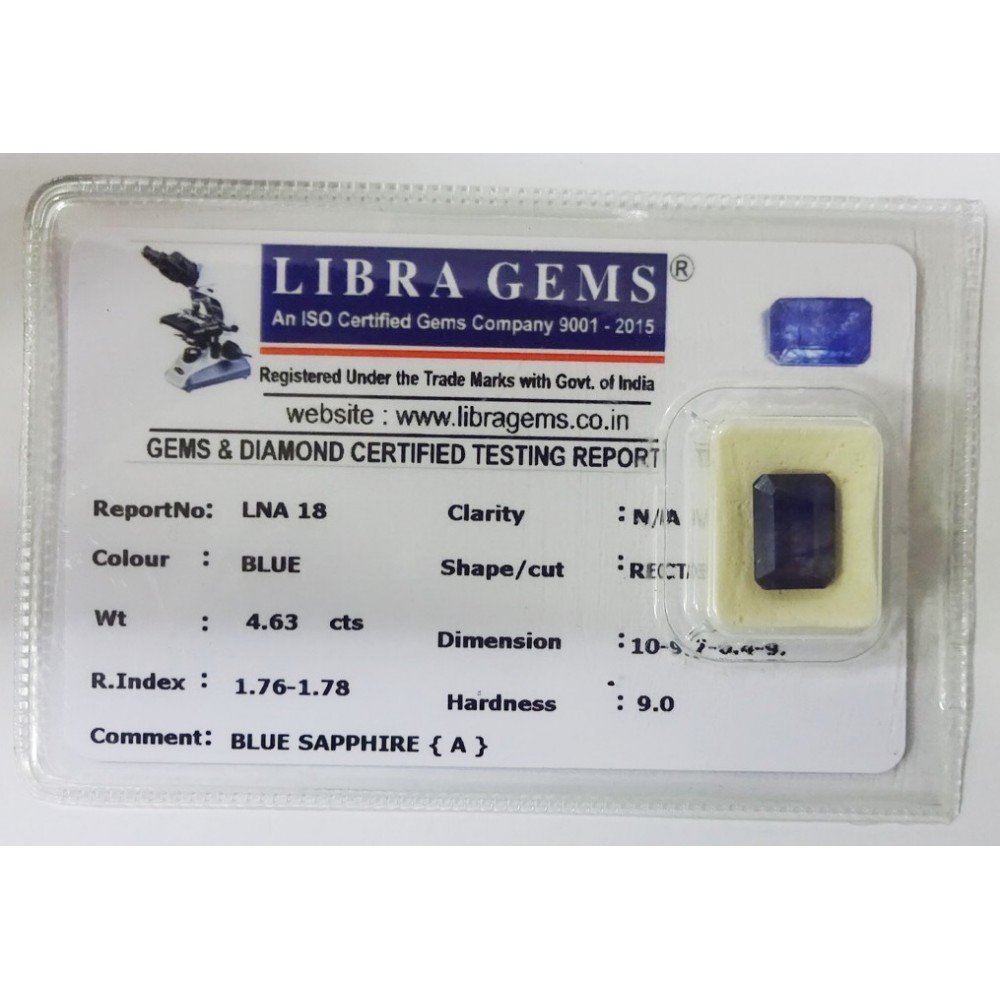 LIBRA GEMS ®
An ISO Certified Gems Company 9001 - 2015
Registered Under the Trade Marks with Govt. of India
website : www.libragems.co.in
GEMS & DIAMOND CERTIFIED TESTING REPORT
ReportNo: LNA 18
Clarity : N/A
Colour : BLUE
Shape/cut :
Wt : 4.63 cts
Dimension :
R.Index : 1.76-1.78
Hardness : 9.0
Comment: BLUE SAPPHIRE { A }